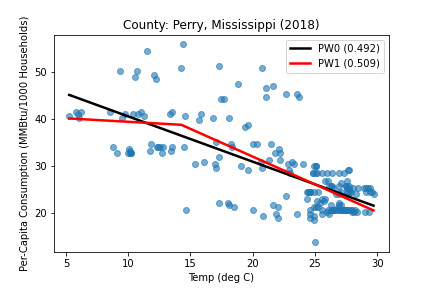 County: Perry, Mississippi (2018)
PW0 (0.492)
PW1 (0.509)
Per-Capita Consumption (MMBtu/1000 Households)
50
40
30
20
5 10 15 20 25 30
Temp (deg C)